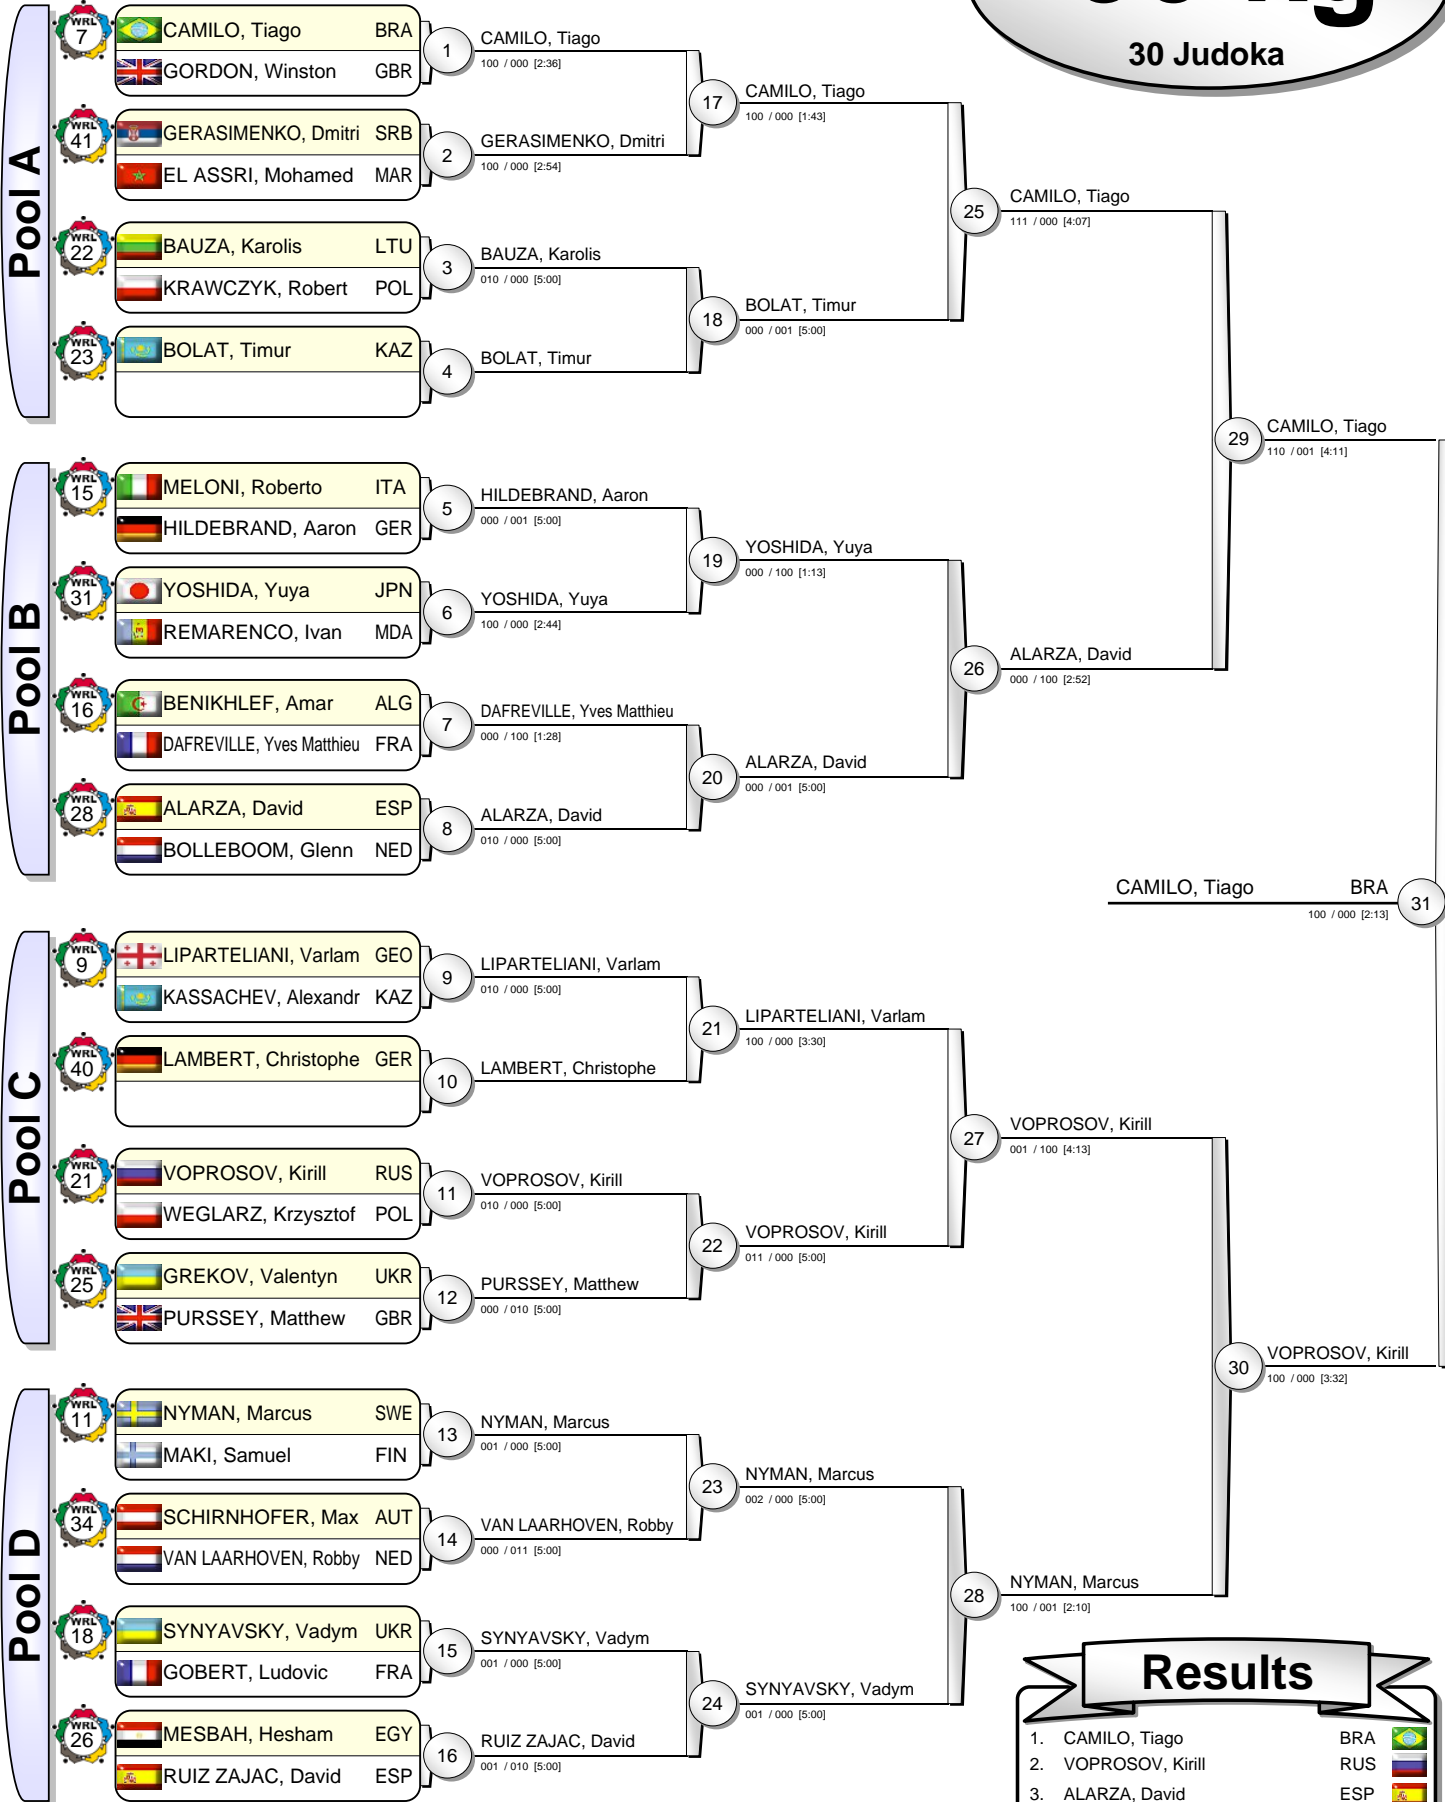 30 Judoka
Pool A
WRL 7
CAMILO, Tiago BRA
GORDON, Winston GBR
1
CAMILO, Tiago
100 / 000 [2:36]
WRL 41
GERASIMENKO, Dmitri SRB
EL ASSRI, Mohamed MAR
2
GERASIMENKO, Dmitri
100 / 000 [2:54]
17
CAMILO, Tiago
100 / 000 [1:43]
WRL 22
BAUZA, Karolis LTU
KRAWCZYK, Robert POL
3
BAUZA, Karolis
010 / 000 [5:00]
WRL 23
BOLAT, Timur KAZ
4
BOLAT, Timur
18
BOLAT, Timur
000 / 001 [5:00]
25
CAMILO, Tiago
111 / 000 [4:07]
Pool B
WRL 15
MELONI, Roberto ITA
HILDEBRAND, Aaron GER
5
HILDEBRAND, Aaron
000 / 001 [5:00]
WRL 31
YOSHIDA, Yuya JPN
REMARENCO, Ivan MDA
6
YOSHIDA, Yuya
100 / 000 [2:44]
19
YOSHIDA, Yuya
000 / 100 [1:13]
WRL 16
BENIKHLEF, Amar ALG
DAFREVILLE, Yves Matthieu FRA
7
DAFREVILLE, Yves Matthieu
000 / 100 [1:28]
WRL 28
ALARZA, David ESP
BOLLEBOOM, Glenn NED
8
ALARZA, David
010 / 000 [5:00]
20
ALARZA, David
000 / 001 [5:00]
26
ALARZA, David
000 / 100 [2:52]
29
CAMILO, Tiago
110 / 001 [4:11]
CAMILO, Tiago BRA
100 / 000 [2:13]
31
Pool C
WRL 9
LIPARTELIANI, Varlam GEO
KASSACHEV, Alexandr KAZ
9
LIPARTELIANI, Varlam
010 / 000 [5:00]
WRL 40
LAMBERT, Christophe GER
10
LAMBERT, Christophe
21
LIPARTELIANI, Varlam
100 / 000 [3:30]
WRL 21
VOPROSOV, Kirill RUS
WEGLARZ, Krzysztof POL
11
VOPROSOV, Kirill
010 / 000 [5:00]
WRL 25
GREKOV, Valentyn UKR
PURSSEY, Matthew GBR
12
PURSSEY, Matthew
000 / 010 [5:00]
22
VOPROSOV, Kirill
011 / 000 [5:00]
27
VOPROSOV, Kirill
001 / 100 [4:13]
Pool D
WRL 11
NYMAN, Marcus SWE
MAKI, Samuel FIN
13
NYMAN, Marcus
001 / 000 [5:00]
WRL 34
SCHIRNHOFER, Max AUT
VAN LAARHOVEN, Robby NED
14
VAN LAARHOVEN, Robby
000 / 011 [5:00]
23
NYMAN, Marcus
002 / 000 [5:00]
WRL 18
SYNYAVSKY, Vadym UKR
GOBERT, Ludovic FRA
15
SYNYAVSKY, Vadym
001 / 000 [5:00]
WRL 26
MESBAH, Hesham EGY
RUIZ ZAJAC, David ESP
16
RUIZ ZAJAC, David
001 / 010 [5:00]
24
SYNYAVSKY, Vadym
001 / 000 [5:00]
28
NYMAN, Marcus
100 / 001 [2:10]
30
VOPROSOV, Kirill
100 / 000 [3:32]
Results
1. CAMILO, Tiago BRA
2. VOPROSOV, Kirill RUS
3. ALARZA, David ESP